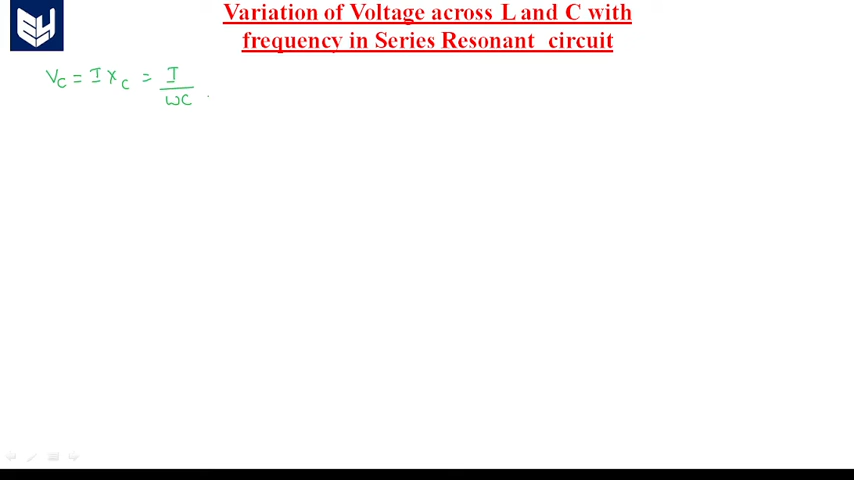 Variation of Voltage across L and C with
frequency in Series Resonant circuit
V_C = I X_C = I / ωC